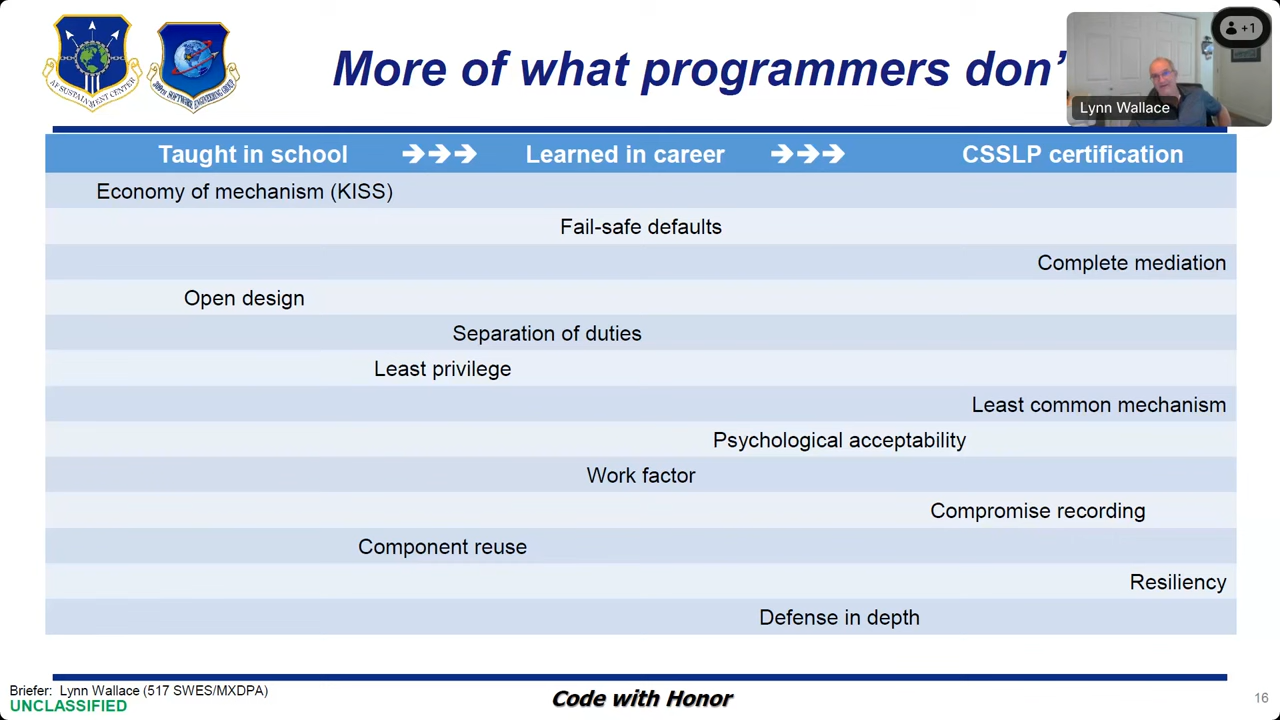 More of what programmers don’
+1
Lynn Wallace
Taught in school ➔➔➔ Learned in career ➔➔➔ CSSLP certification
Economy of mechanism (KISS)
Fail-safe defaults
Complete mediation
Open design
Separation of duties
Least privilege
Least common mechanism
Psychological acceptability
Work factor
Compromise recording
Component reuse
Resiliency
Defense in depth
Briefer: Lynn Wallace (517 SWES/MXDPA)
UNCLASSIFIED
Code with Honor
16